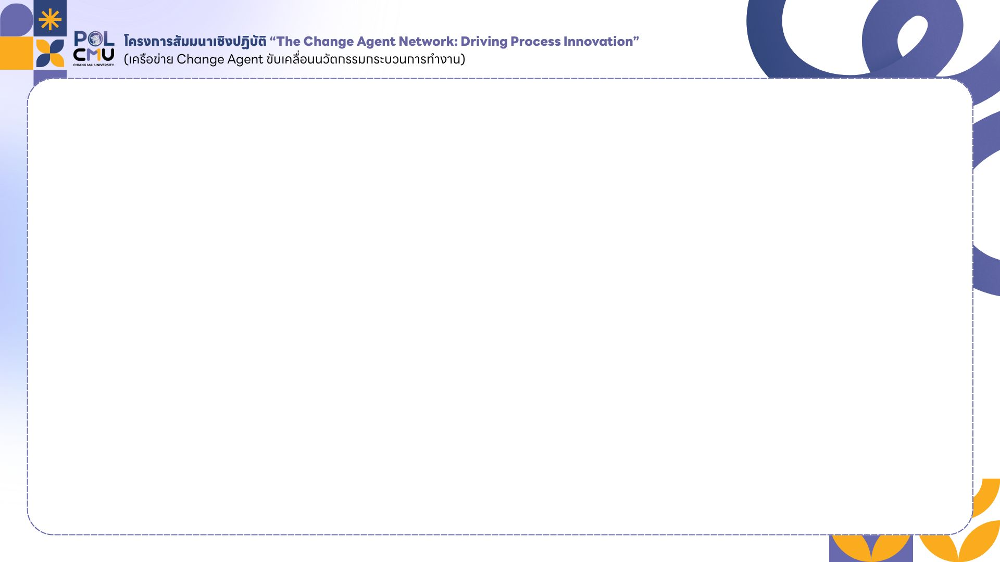 POL
CMU
CHIANG MAI UNIVERSITY
โครงการสัมมนาเชิงปฏิบัติ “The Change Agent Network: Driving Process Innovation”
(เครือข่าย Change Agent ขับเคลื่อนนวัตกรรมกระบวนการทำงาน)